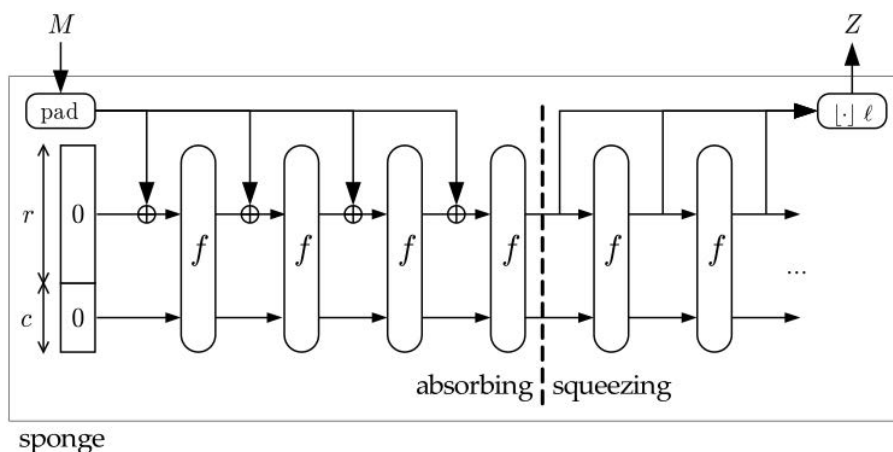 M Z
pad ⌊·⌋ ℓ
r 0 ⊕ ⊕ ⊕ ⊕
f f f f f f
...
c 0
absorbing squeezing
sponge